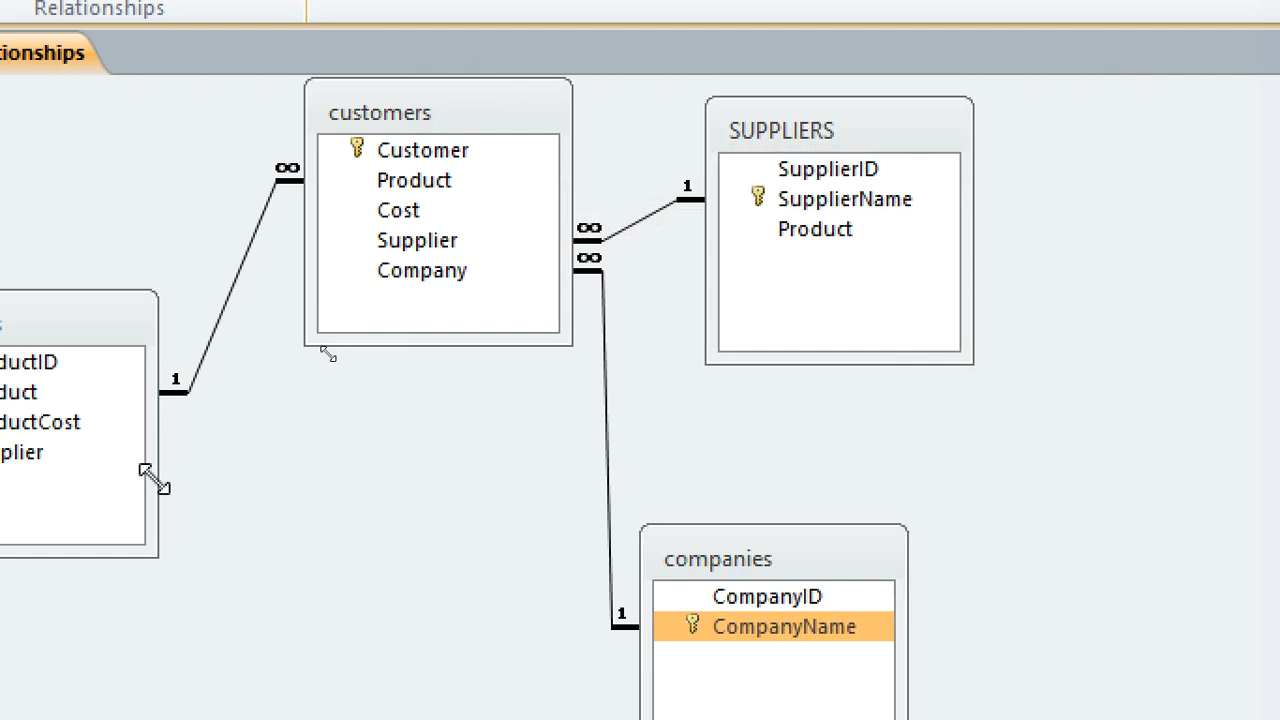 Relationships
tionships
customers
Customer
Product
Cost
Supplier
Company
∞
∞
∞
1
SUPPLIERS
SupplierID
SupplierName
Product
ductID
duct
ductCost
plier
1
companies
CompanyID
CompanyName
1